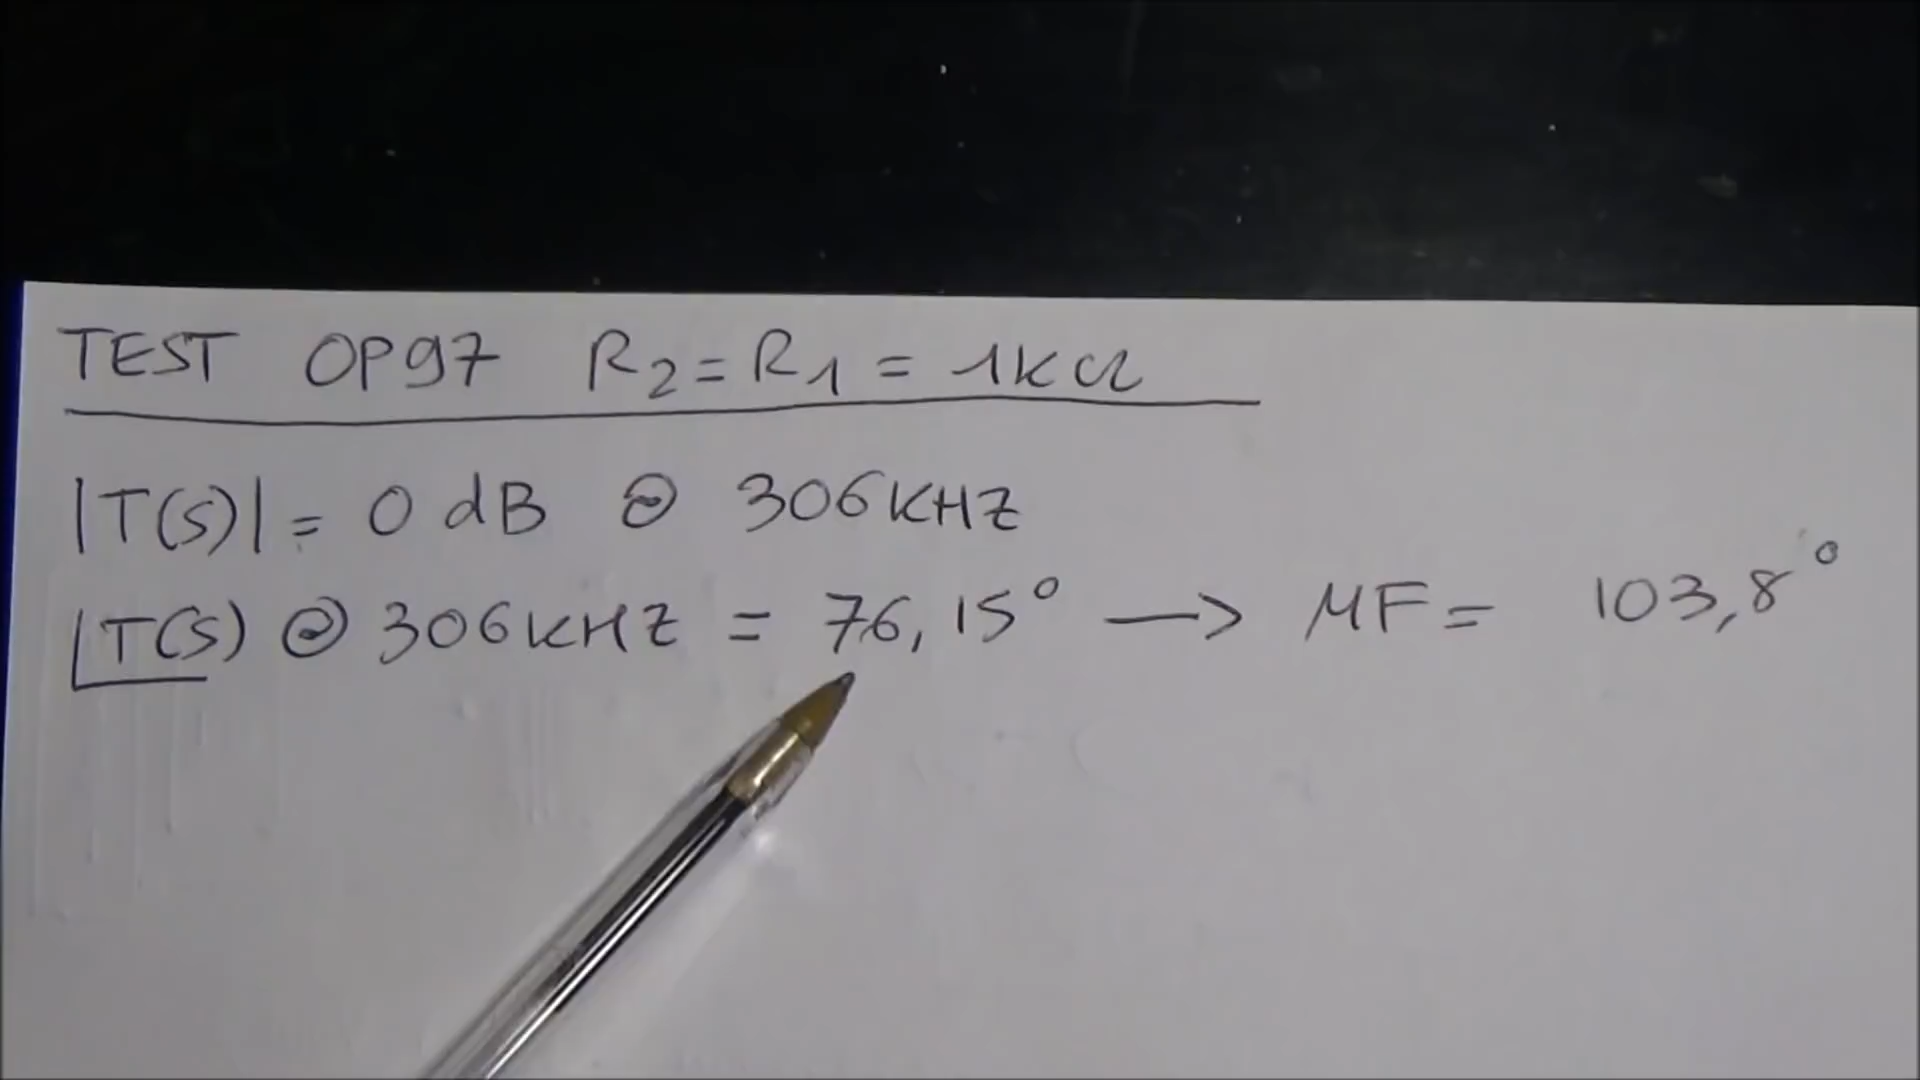 TEST OP97 R2=R1=1KΩ
|T(S)|= 0 dB @ 306KHZ
∠T(S) @ 306KHZ = 76,15° → MF= 103,8°